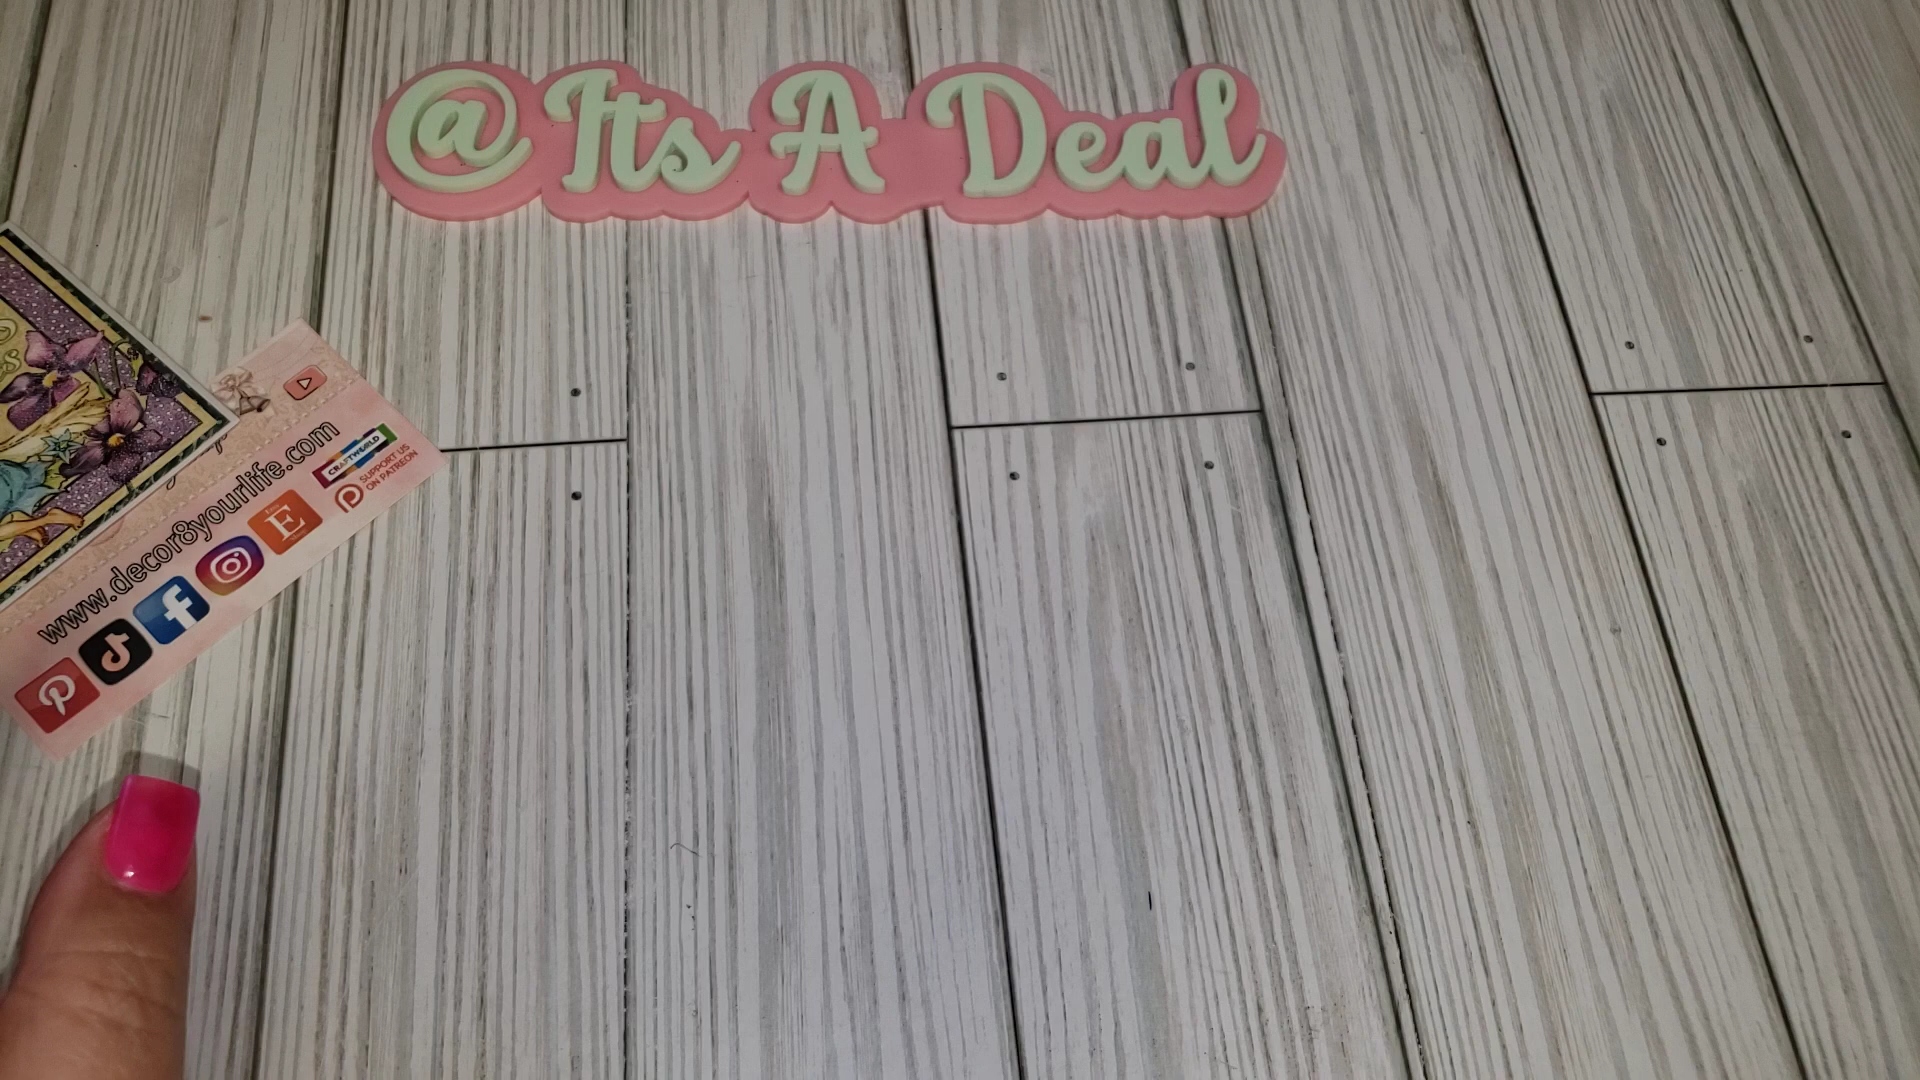 @Its A Deal
www.decor8yourlife.com
CRAFTWORLD
SUPPORT US
ON PATREON
E